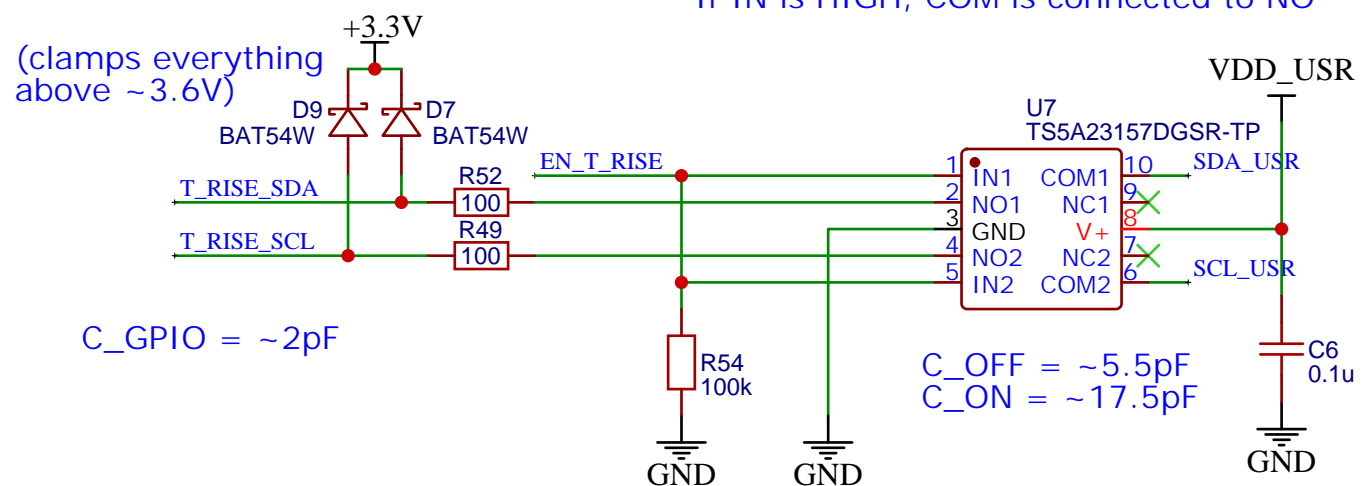 If IN is HIGH, COM is connected to NO
+3.3V
(clamps everything
above ~3.6V)
VDD_USR
D9
BAT54W
D7
BAT54W
U7
TS5A23157DGSR-TP
EN_T_RISE
1
IN1
COM1
10
SDA_USR
T_RISE_SDA
R52
100
2
NO1
NC1
9
3
GND
V+
8
T_RISE_SCL
R49
100
4
NO2
NC2
7
5
IN2
COM2
6
SCL_USR
C_GPIO = ~2pF
R54
100k
C_OFF = ~5.5pF
C_ON = ~17.5pF
C6
0.1u
GND
GND
GND